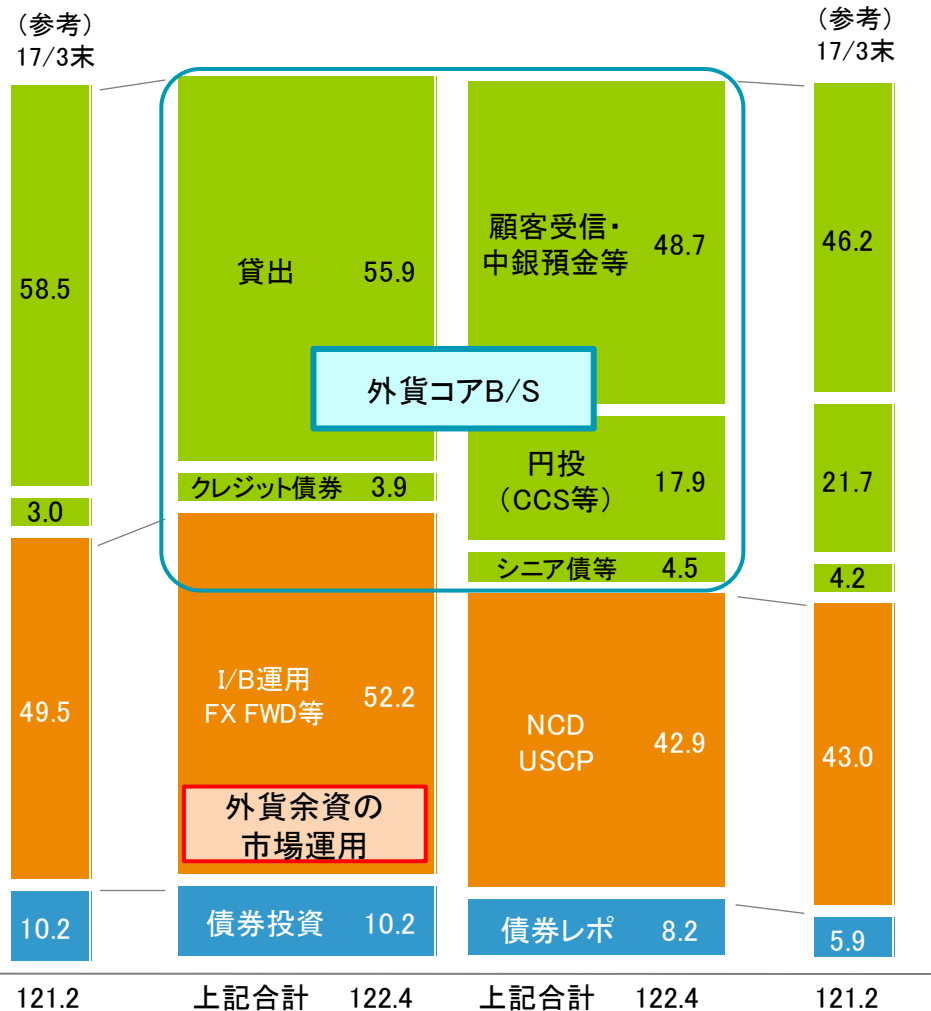 (参考)
17/3末
(参考)
17/3末
58.5
貸出 55.9
顧客受信・
中銀預金等 48.7
46.2
外貨コアB/S
クレジット債券 3.9
3.0
円投
(CCS等) 17.9
21.7
シニア債等 4.5
4.2
49.5
I/B運用
FX FWD等 52.2
NCD
USCP 42.9
43.0
外貨余資の
市場運用
10.2
債券投資 10.2
債券レポ 8.2
5.9
121.2 上記合計 122.4 上記合計 122.4 121.2